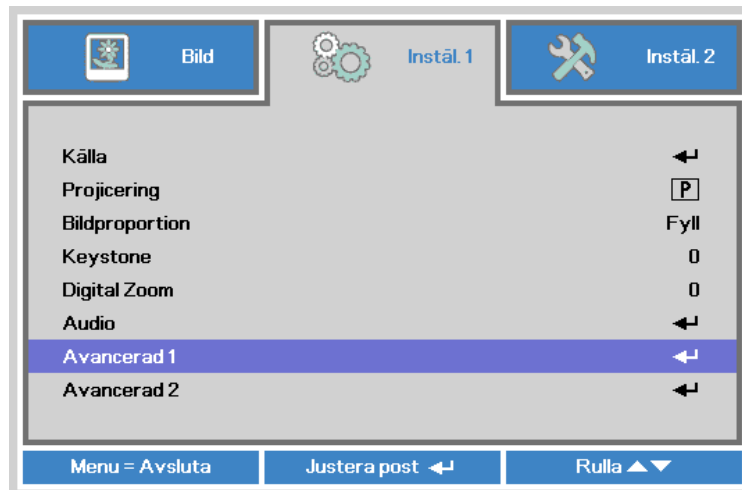 Bild
Instäl. 1
Instäl. 2
Källa
Projicering P
Bildproportion Fyll
Keystone 0
Digital Zoom 0
Audio
Avancerad 1
Avancerad 2
Menu = Avsluta
Justera post
Rulla ▲▼